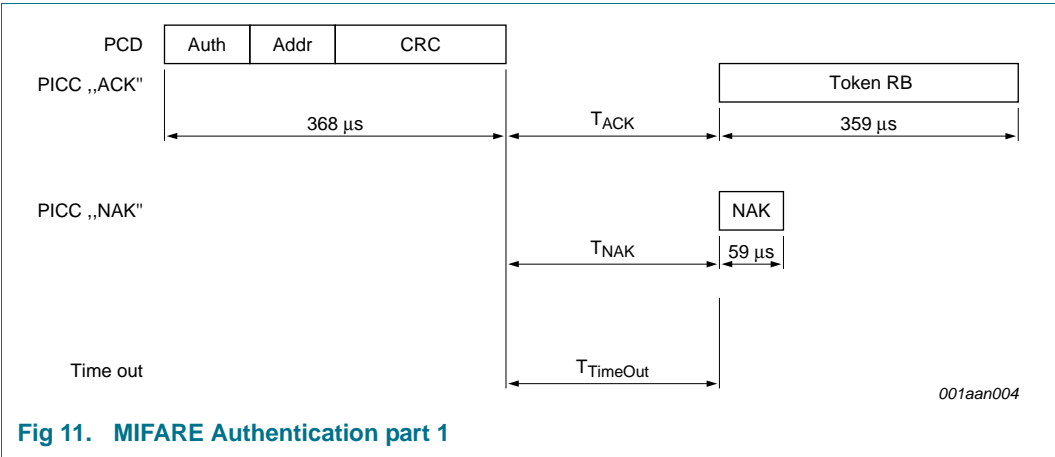 PCD Auth Addr CRC
PICC ,,ACK" Token RB
368 μs TACK 359 μs
PICC ,,NAK" NAK
TNAK 59 μs
Time out TTimeOut
001aan004
Fig 11. MIFARE Authentication part 1